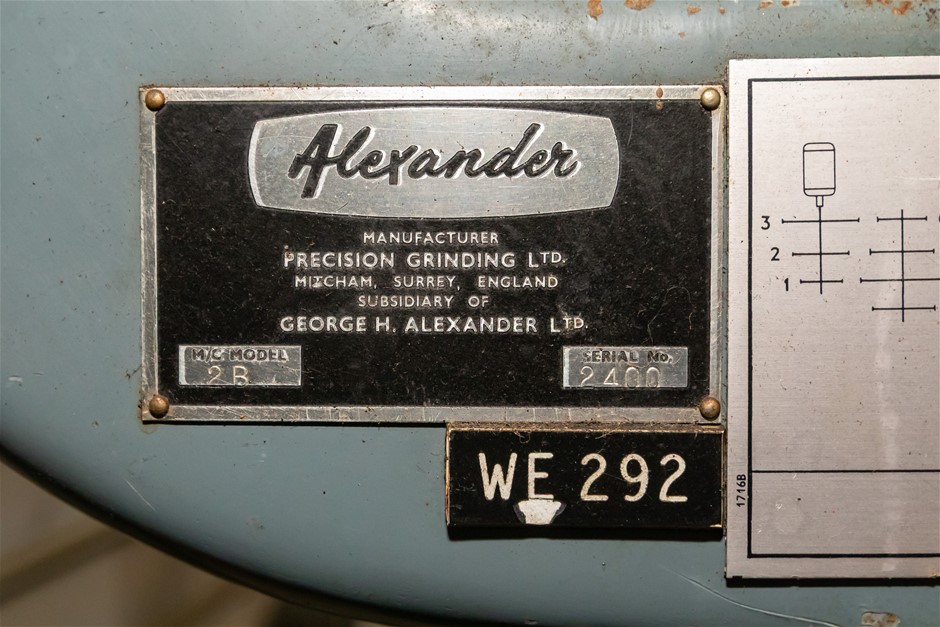 Alexander
MANUFACTURER
PRECISION GRINDING LTD.
MITCHAM, SURREY, ENGLAND
SUBSIDIARY OF
GEORGE H. ALEXANDER LTD.
M/C MODEL
2B
SERIAL No.
2400
WE 292
3
2
1
1716B